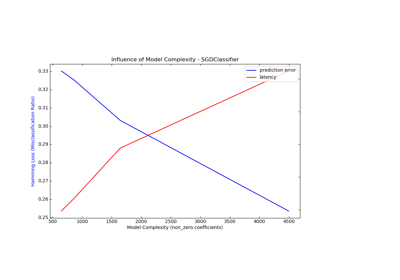 Influence of Model Complexity - SGDClassifier
prediction error
latency
Hamming Loss (Misclassification Ratio)
0.33
0.32
0.31
0.30
0.29
0.28
0.27
0.26
0.25
500 1000 1500 2000 2500 3000 3500 4000 4500
Model Complexity (non_zero coefficients)